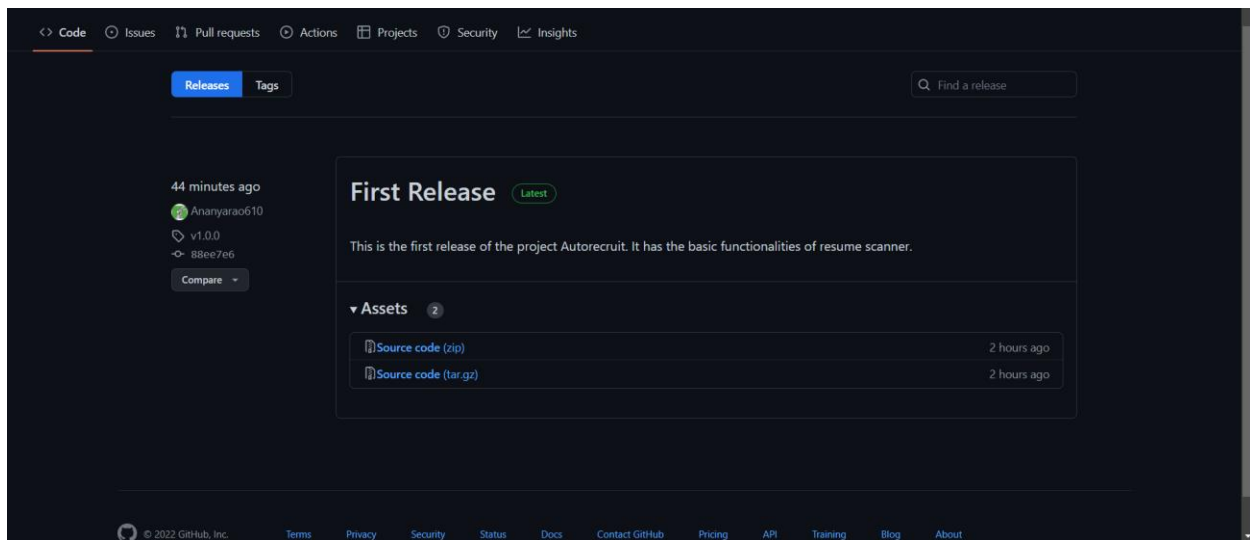 <> Code Issues Pull requests Actions Projects Security Insights
Releases Tags Find a release
44 minutes ago
Ananyarao610
v1.0.0
88ee7e6
Compare
First Release Latest
This is the first release of the project Autorecruit. It has the basic functionalities of resume scanner.
Assets 2
Source code (zip) 2 hours ago
Source code (tar.gz) 2 hours ago
© 2022 GitHub, Inc. Terms Privacy Security Status Docs Contact GitHub Pricing API Training Blog About